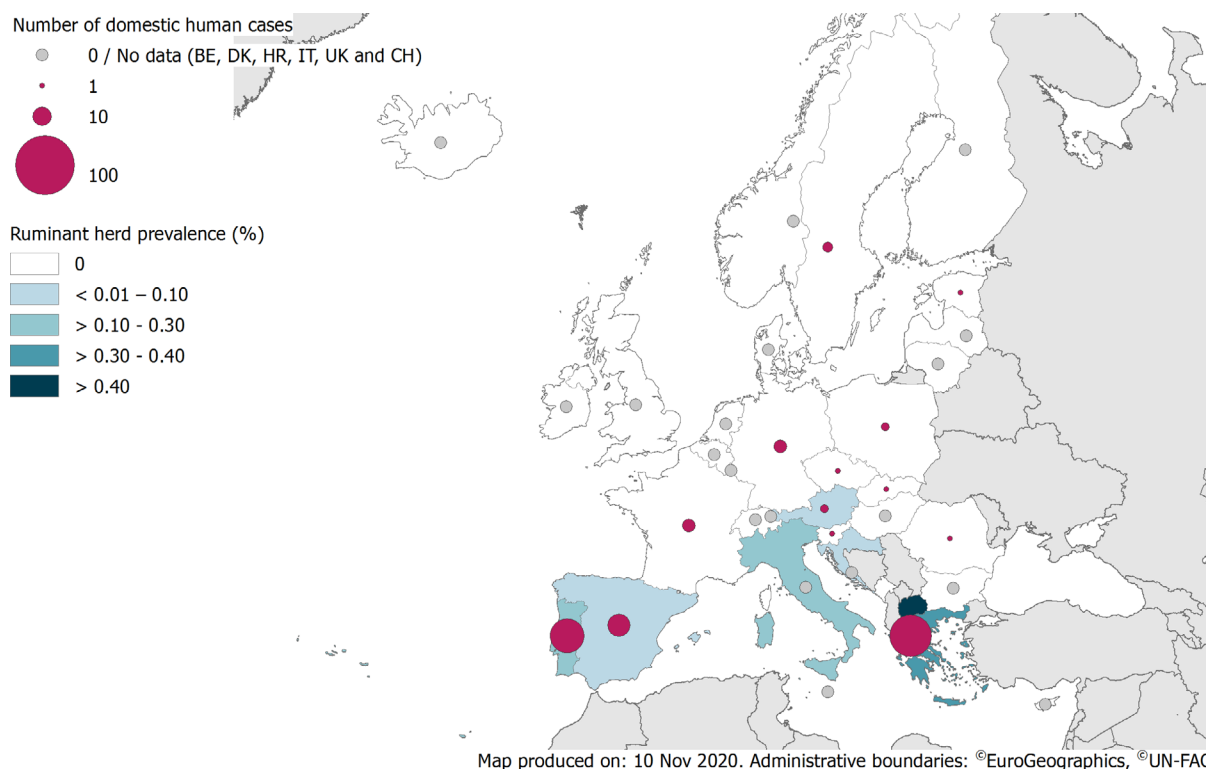 Number of domestic human cases
0 / No data (BE, DK, HR, IT, UK and CH)
1
10
100
Ruminant herd prevalence (%)
0
< 0.01 – 0.10
> 0.10 - 0.30
> 0.30 - 0.40
> 0.40
Map produced on: 10 Nov 2020. Administrative boundaries: ©EuroGeographics, ©UN-FAO